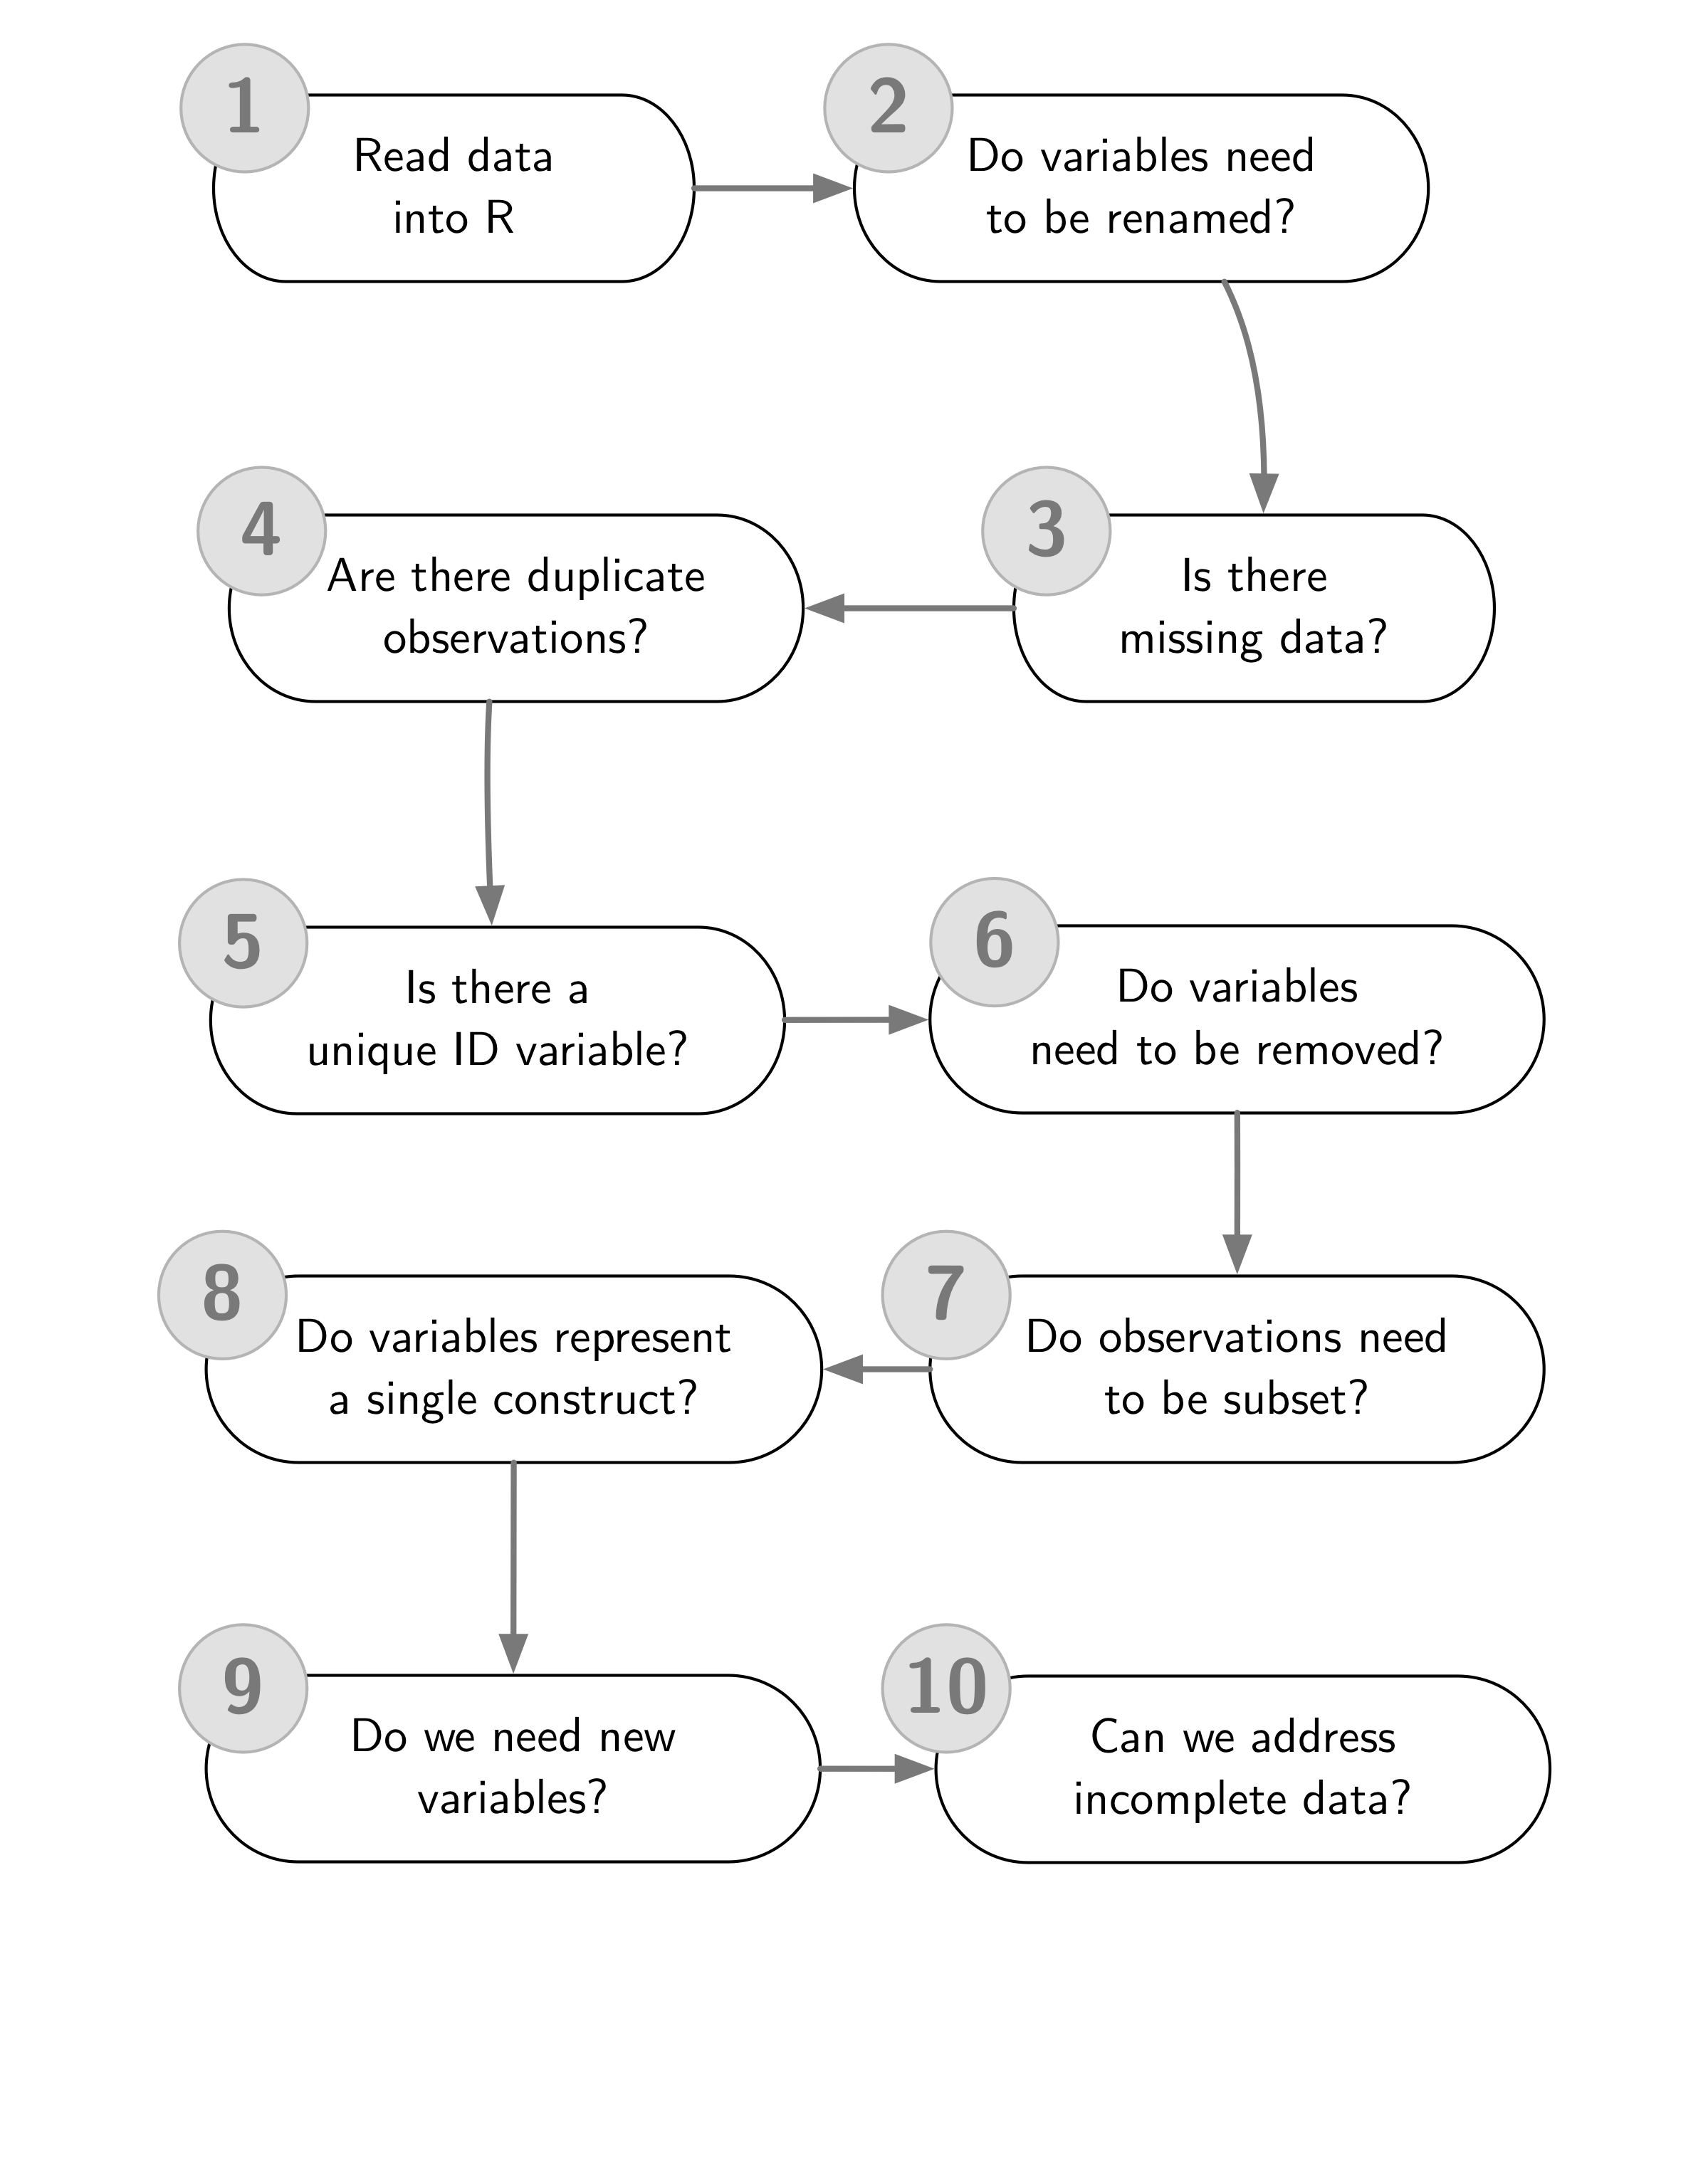 1
Read data
into R
2
Do variables need
to be renamed?
3
Is there
missing data?
4
Are there duplicate
observations?
5
Is there a
unique ID variable?
6
Do variables
need to be removed?
7
Do observations need
to be subset?
8
Do variables represent
a single construct?
9
Do we need new
variables?
10
Can we address
incomplete data?